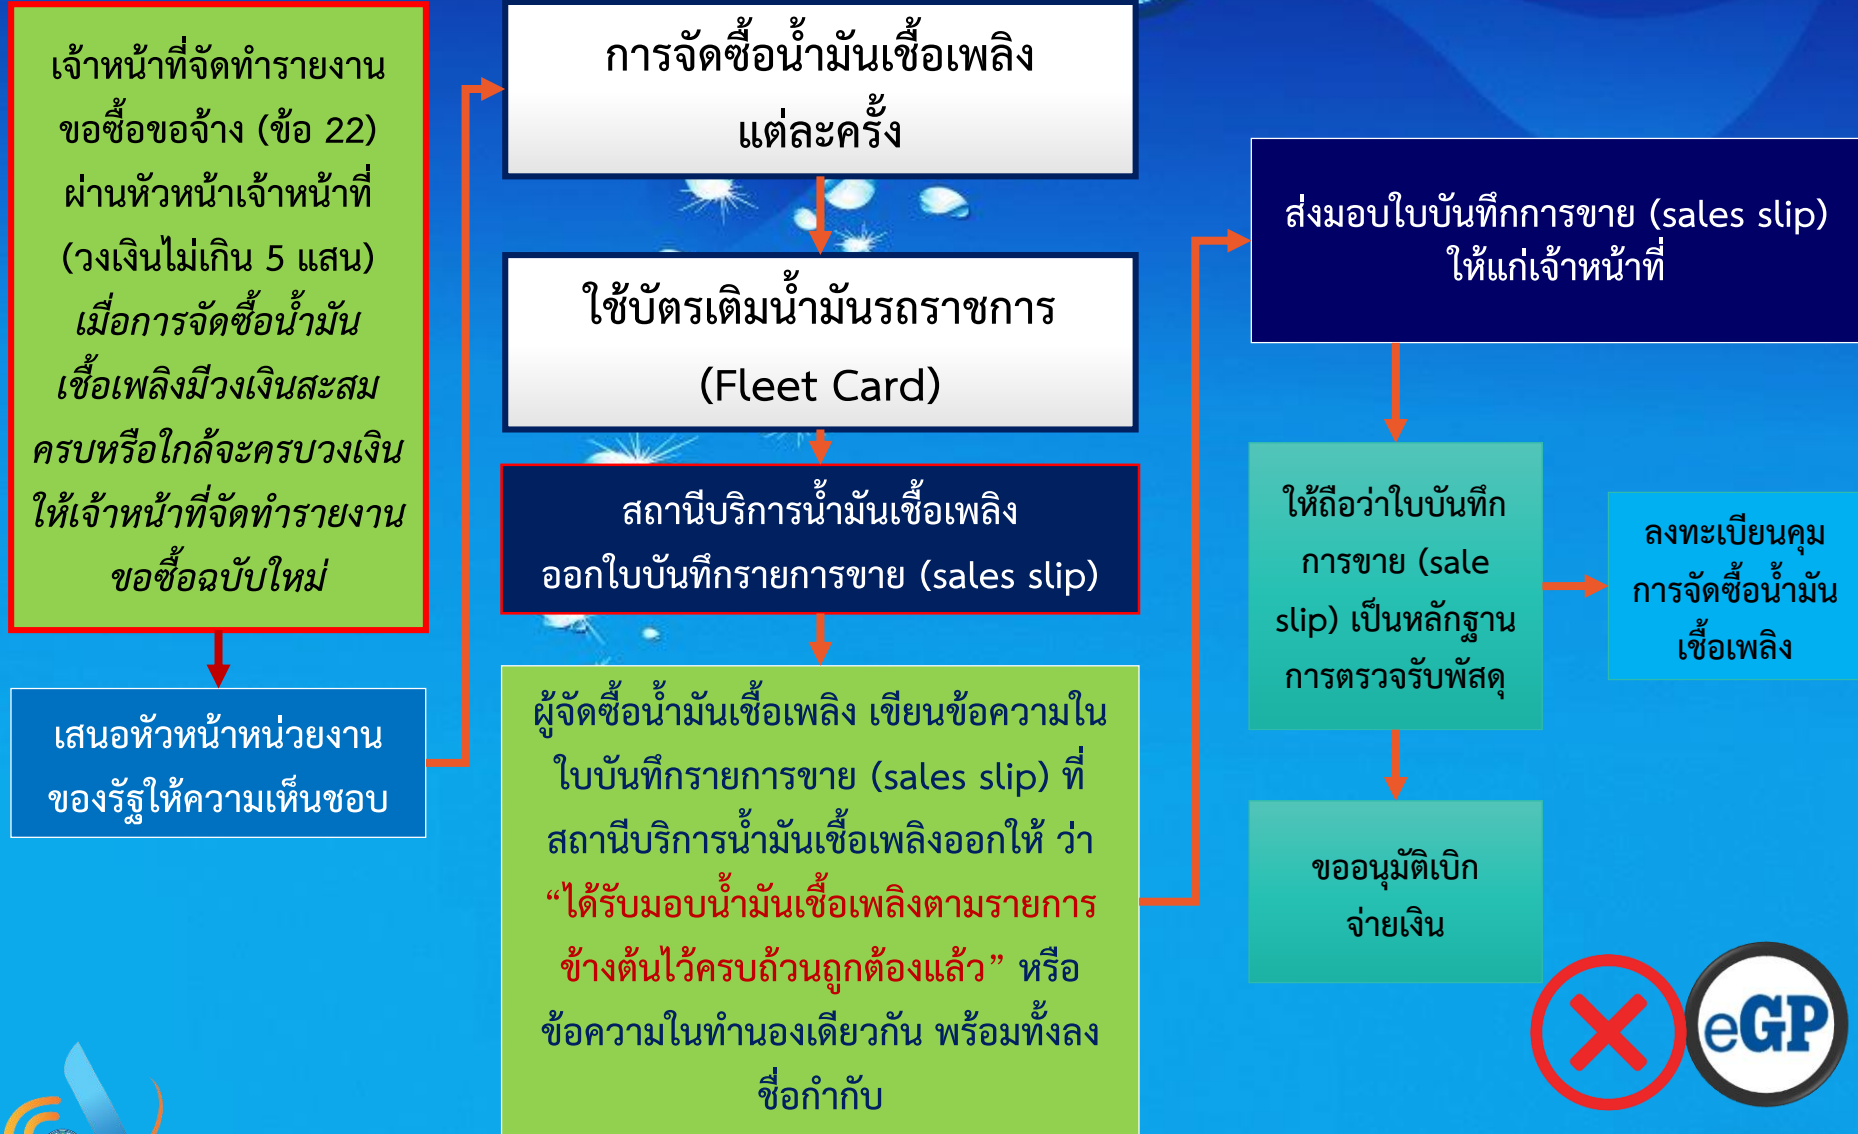 เจ้าหน้าที่จัดทำรายงาน
ขอซื้อขอจ้าง (ข้อ 22)
ผ่านหัวหน้าเจ้าหน้าที่
(วงเงินไม่เกิน 5 แสน)
เมื่อการจัดซื้อน้ำมัน
เชื้อเพลิงมีวงเงินสะสม
ครบหรือใกล้จะครบวงเงิน
ให้เจ้าหน้าที่จัดทำรายงาน
ขอซื้อฉบับใหม่
เสนอหัวหน้าหน่วยงาน
ของรัฐให้ความเห็นชอบ
การจัดซื้อน้ำมันเชื้อเพลิง
แต่ละครั้ง
ใช้บัตรเติมน้ำมันรถราชการ
(Fleet Card)
สถานีบริการน้ำมันเชื้อเพลิง
ออกใบบันทึกรายการขาย (sales slip)
ผู้จัดซื้อน้ำมันเชื้อเพลิง เขียนข้อความใน
ใบบันทึกรายการขาย (sales slip) ที่
สถานีบริการน้ำมันเชื้อเพลิงออกให้ ว่า
“ได้รับมอบน้ำมันเชื้อเพลิงตามรายการ
ข้างต้นไว้ครบถ้วนถูกต้องแล้ว” หรือ
ข้อความในทำนองเดียวกัน พร้อมทั้งลง
ชื่อกำกับ
ส่งมอบใบบันทึกการขาย (sales slip)
ให้แก่เจ้าหน้าที่
ให้ถือว่าใบบันทึก
การขาย (sale
slip) เป็นหลักฐาน
การตรวจรับพัสดุ
ลงทะเบียนคุม
การจัดซื้อน้ำมัน
เชื้อเพลิง
ขออนุมัติเบิก
จ่ายเงิน
eGP